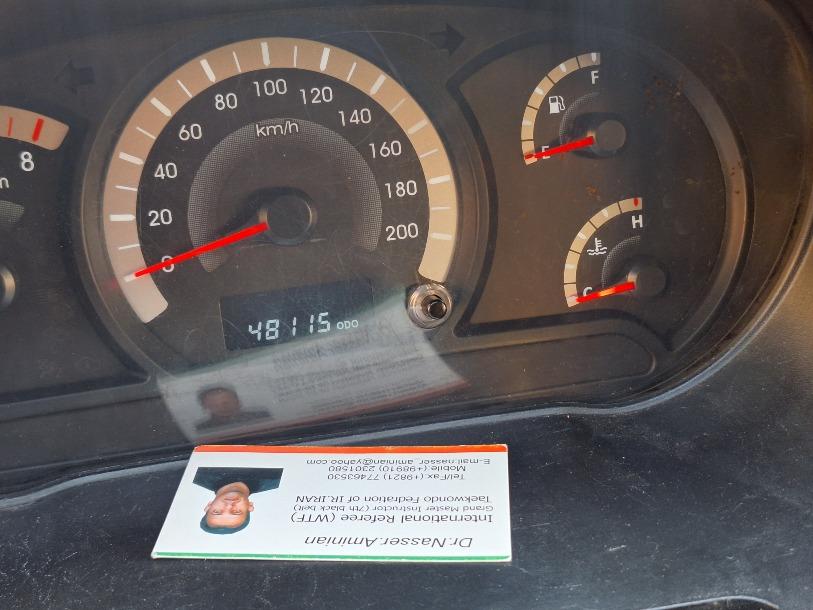 8
0
20
40
60
80
100
120
140
160
180
200
km/h
48115 ODO
F
E
H
C
Dr.Nasser.Aminian
International Referee (WTF)
Grand Master Instructor (7th black belt)
Taekwondo Fedration of IR.IRAN
Tel/Fax (+9821) 77463530
Mobile:(+98910) 2301580
E-mail:nasser_aminian@yahoo.com